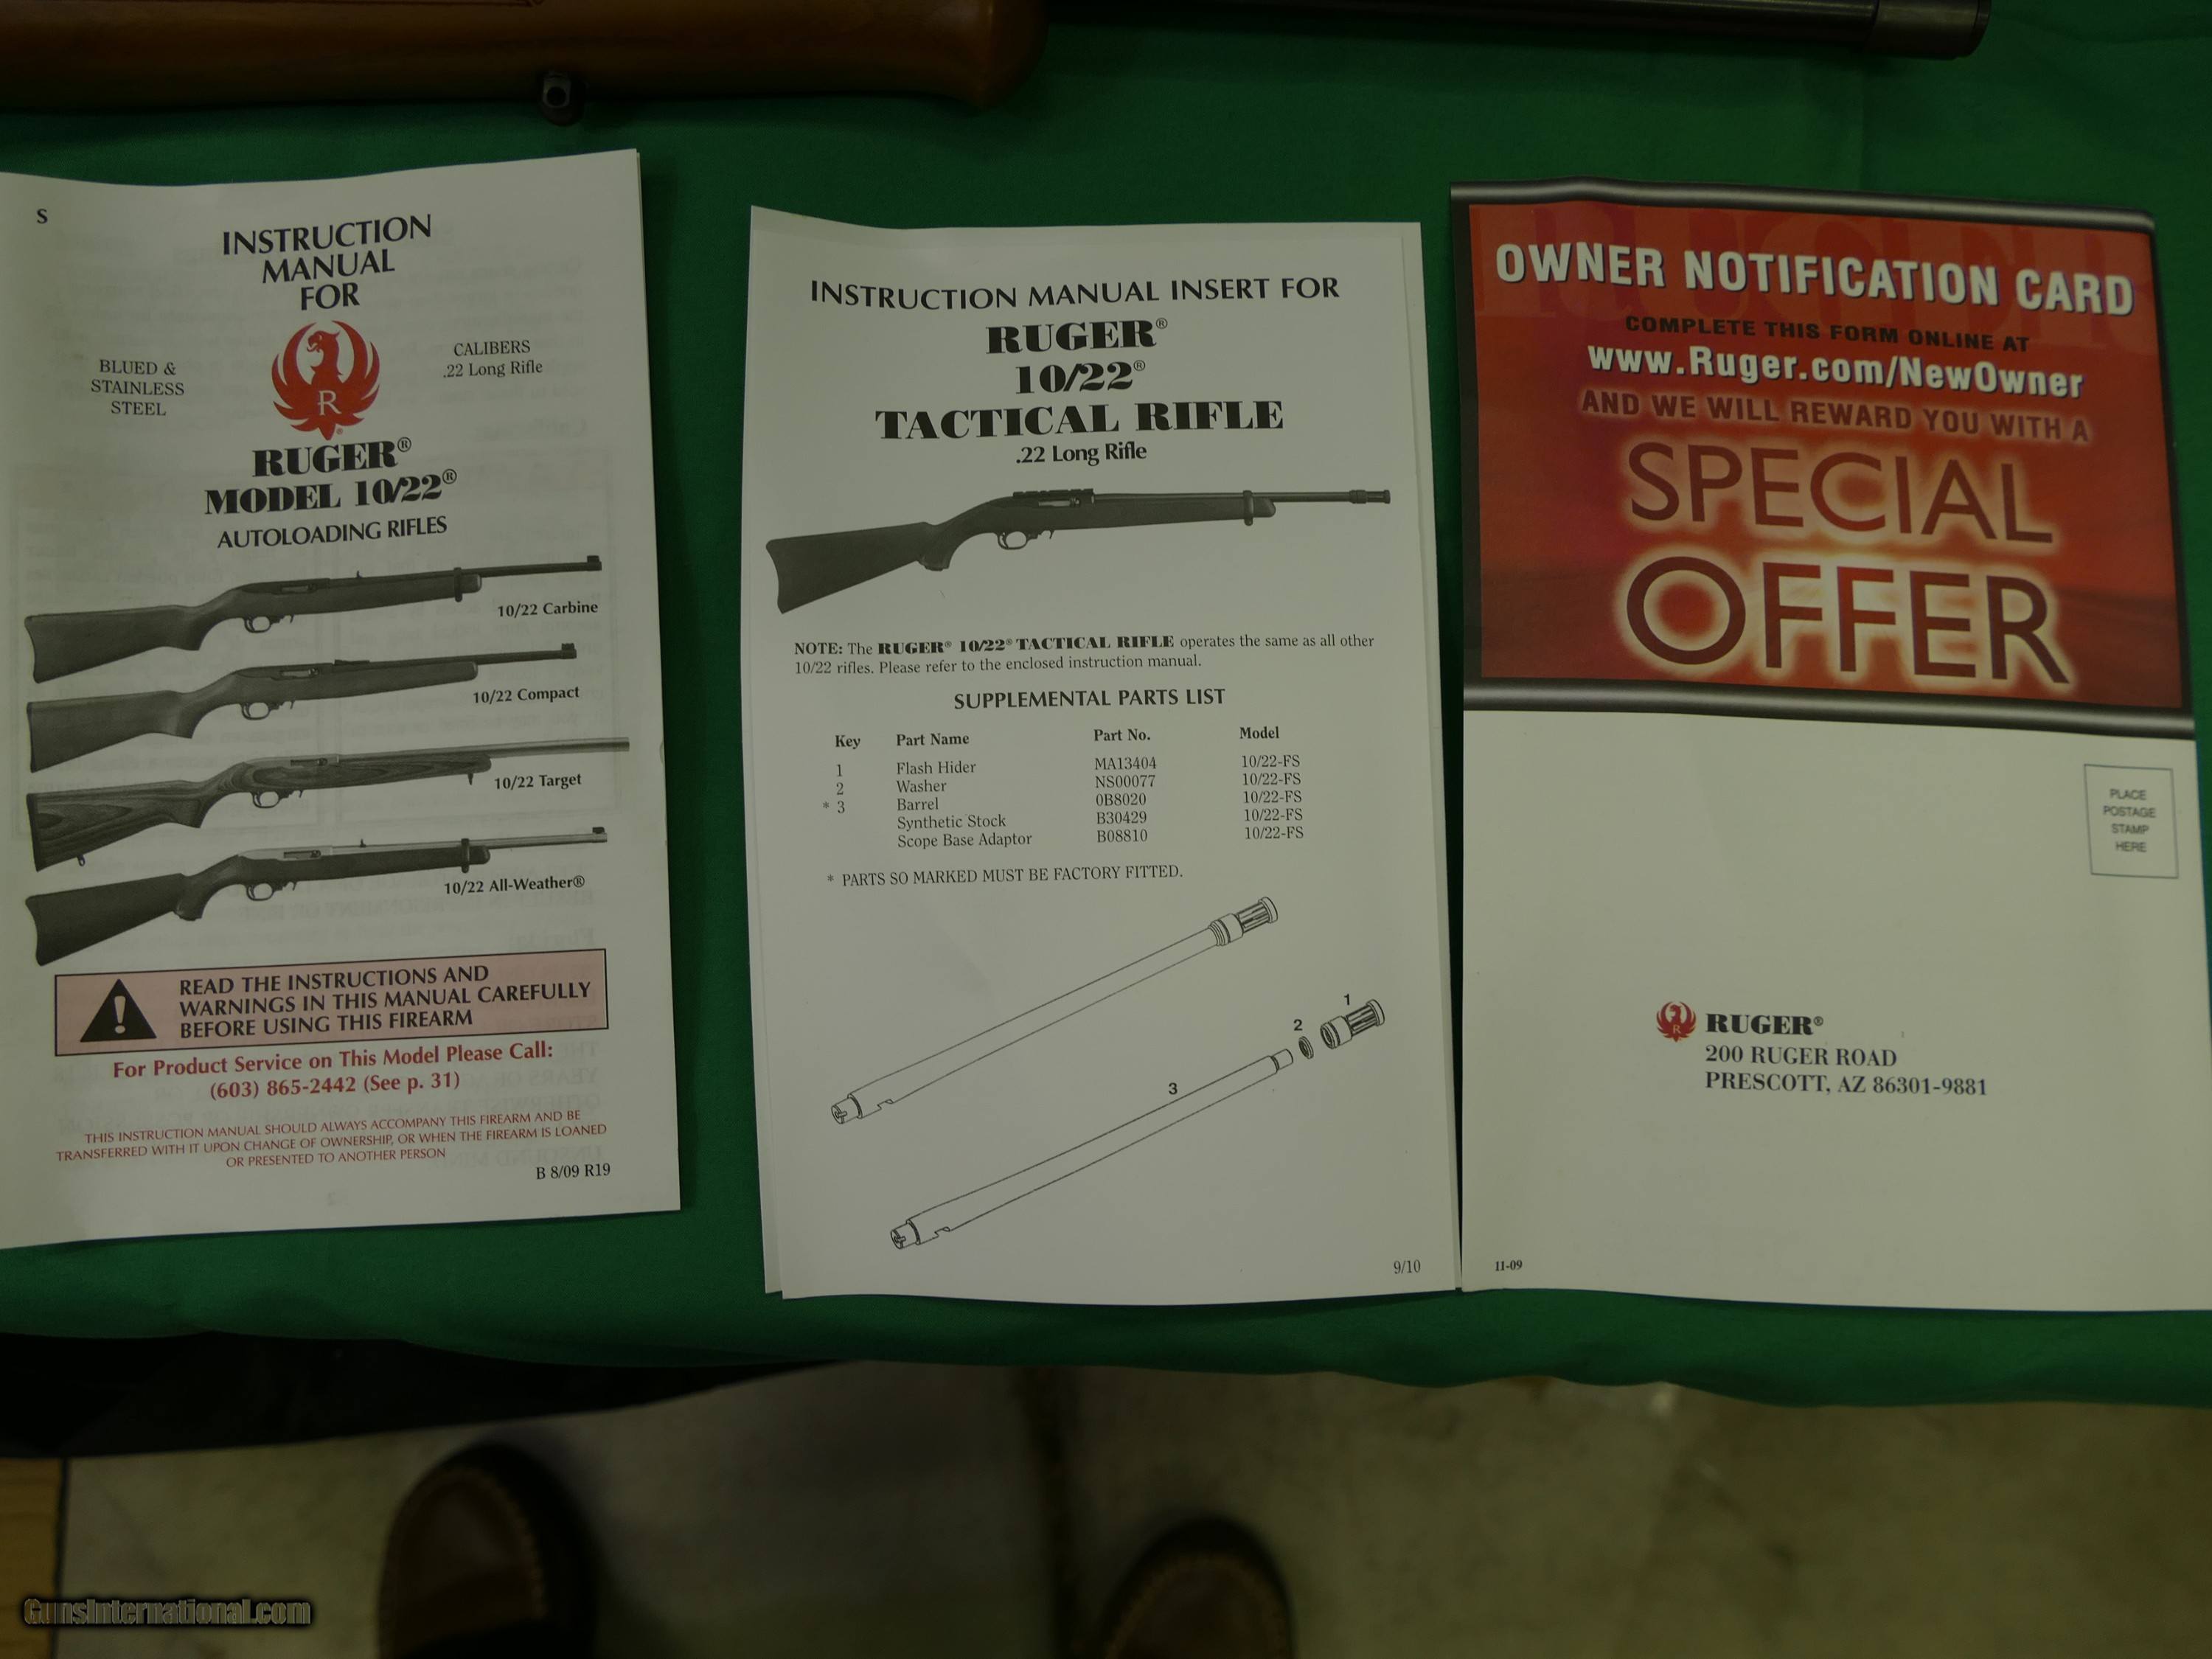 S
INSTRUCTION
MANUAL
FOR
BLUED &
STAINLESS
STEEL
CALIBERS
.22 Long Rifle
R
RUGER®
MODEL 10/22®
AUTOLOADING RIFLES
10/22 Carbine
10/22 Compact
10/22 Target
10/22 All-Weather®
!
READ THE INSTRUCTIONS AND
WARNINGS IN THIS MANUAL CAREFULLY
BEFORE USING THIS FIREARM
For Product Service on This Model Please Call:
(603) 865-2442 (See p. 31)
THIS INSTRUCTION MANUAL SHOULD ALWAYS ACCOMPANY THIS FIREARM AND BE
TRANSFERRED WITH IT UPON CHANGE OF OWNERSHIP, OR WHEN THE FIREARM IS LOANED
OR PRESENTED TO ANOTHER PERSON
B 8/09 R19
INSTRUCTION MANUAL INSERT FOR
RUGER®
10/22®
TACTICAL RIFLE
.22 Long Rifle
NOTE: The RUGER® 10/22® TACTICAL RIFLE operates the same as all other
10/22 rifles. Please refer to the enclosed instruction manual.
SUPPLEMENTAL PARTS LIST
Key Part Name Part No. Model
1 Flash Hider MA13404 10/22-FS
2 Washer NS00077 10/22-FS
* 3 Barrel 0B8020 10/22-FS
Synthetic Stock B30429 10/22-FS
Scope Base Adaptor B08810 10/22-FS
* PARTS SO MARKED MUST BE FACTORY FITTED.
1
2
3
9/10
OWNER NOTIFICATION CARD
COMPLETE THIS FORM ONLINE AT
www.Ruger.com/NewOwner
AND WE WILL REWARD YOU WITH A
SPECIAL
OFFER
PLACE
POSTAGE
STAMP
HERE
R
RUGER®
200 RUGER ROAD
PRESCOTT, AZ 86301-9881
11-09
GunsInternational.com